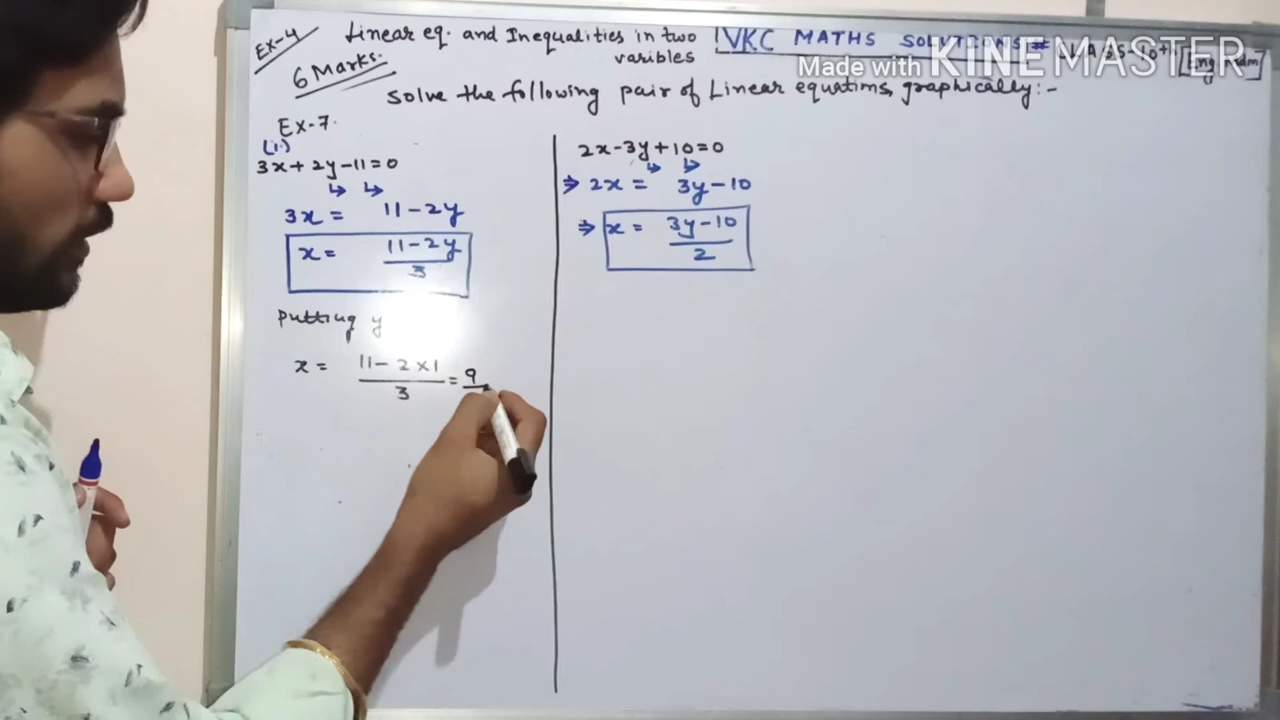 Ex-4
Linear eq. and Inequalities in two
varibles
VKC MATHS SOLUTIONS
Made with KINEMASTER
6 Marks.
Solve the following pair of Linear equations graphically:-
Ex-7.
(i)
3x+2y-11=0
3x = 11-2y
x = 11-2y/3
Putting y
x = 11-2×1/3 = 9
2x-3y+10=0
⇒ 2x = 3y-10
⇒ x = 3y-10/2